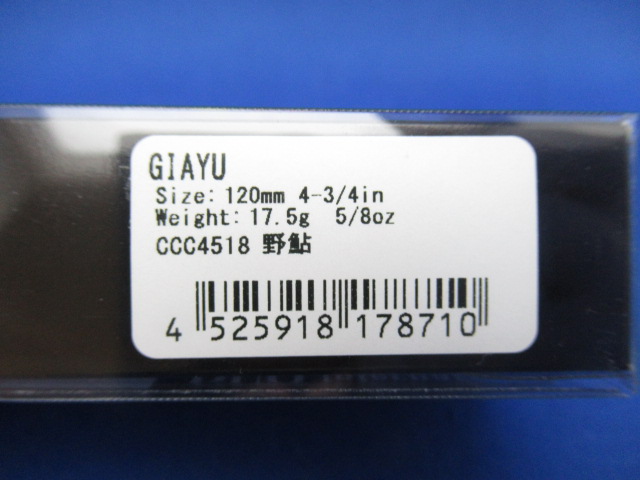 GIAYU
Size: 120mm 4-3/4in
Weight: 17.5g 5/8oz
CCC4518 野鮎
4 525918 178710